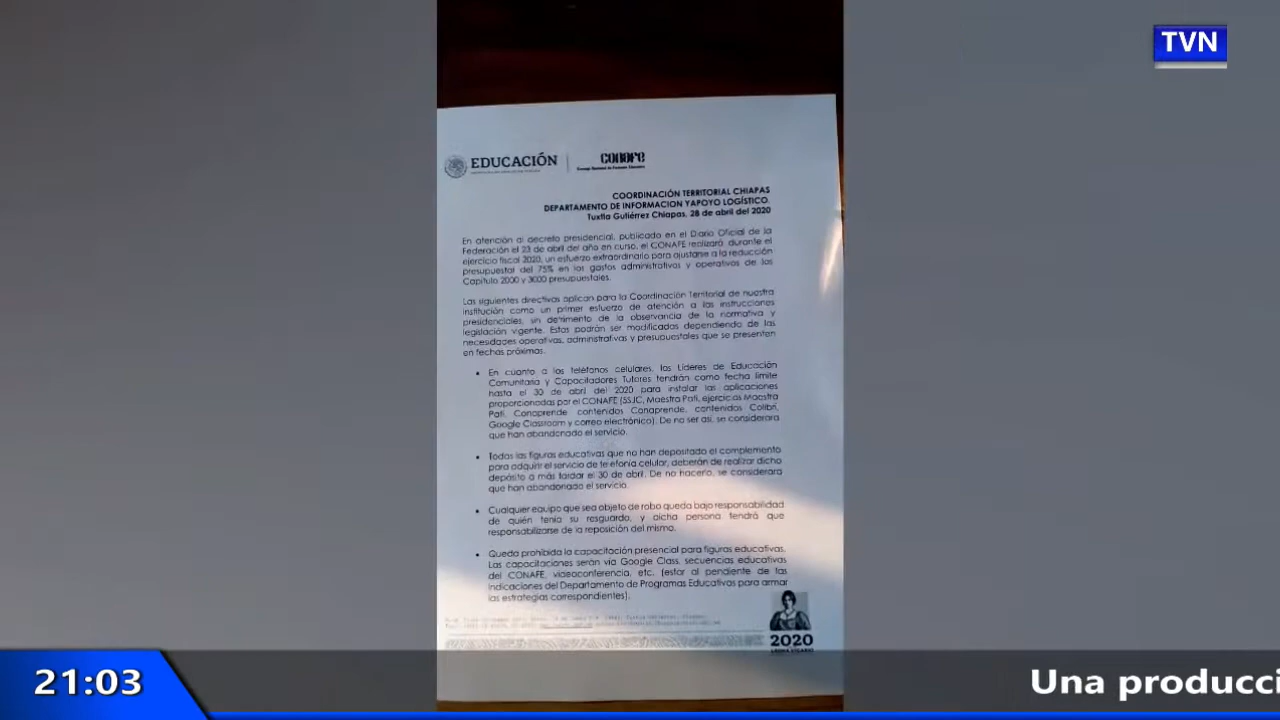 TVN
EDUCACIÓN
CONAFE
COORDINACIÓN TERRITORIAL CHIAPAS
DEPARTAMENTO DE INFORMACION YAPOYO LOGÍSTICO.
Tuxtla Gutiérrez Chiapas, 28 de abril del 2020
En atención al decreto presidencial, publicado en el Diario Oficial de la
Federación el 23 de abril del año en curso, el CONAFE realizará durante el
ejercicio fiscal 2020, un esfuerzo extraordinario para ajustarse a la reducción
presupuestal del 75% en los gastos administrativos y operativos de los
Capítulo 2000 y 3000 presupuestales.
Las siguientes directivas aplican para la Coordinación Territorial de nuestra
institución como un primer esfuerzo de atención a las instrucciones
presidenciales, sin detrimento de la observancia de la normativa y
legislación vigente. Estas podrán ser modificadas dependiendo de las
necesidades operativas, administrativas y presupuestales que se presenten
en fechas próximas.
• En cuanto a los teléfonos celulares, los Líderes de Educación
Comunitaria y Capacitadores Tutores tendrán como fecha límite
hasta el 30 de abril del 2020 para instalar las aplicaciones
proporcionadas por el CONAFE (SSJC, Maestra Pati, ejercicios Maestra
Pati, Conaprende contenidos Conaprende, contenidos Colibrí,
Google Classroom y correo electrónico). De no ser así, se considerara
que han abandonado el servicio.
• Todas las figuras educativas que no han depositado el complemento
para adquirir el servicio de telefonía celular, deberán de realizar dicho
depósito a más tardar el 30 de abril. De no hacerlo, se considerara
que han abandonado el servicio.
• Cualquier equipo que sea objeto de robo queda bajo responsabilidad
de quién tenía su resguardo, y dicha persona tendrá que
responsabilizarse de la reposición del mismo.
• Queda prohibida la capacitación presencial para figuras educativas.
Las capacitaciones serán vía Google Class, secuencias educativas
del CONAFE, videoconferencia, etc. (estar al pendiente de las
indicaciones del Departamento de Programas Educativos para armar
las estrategias correspondientes).
2020
LEONA VICARIO
21:03
Una producci